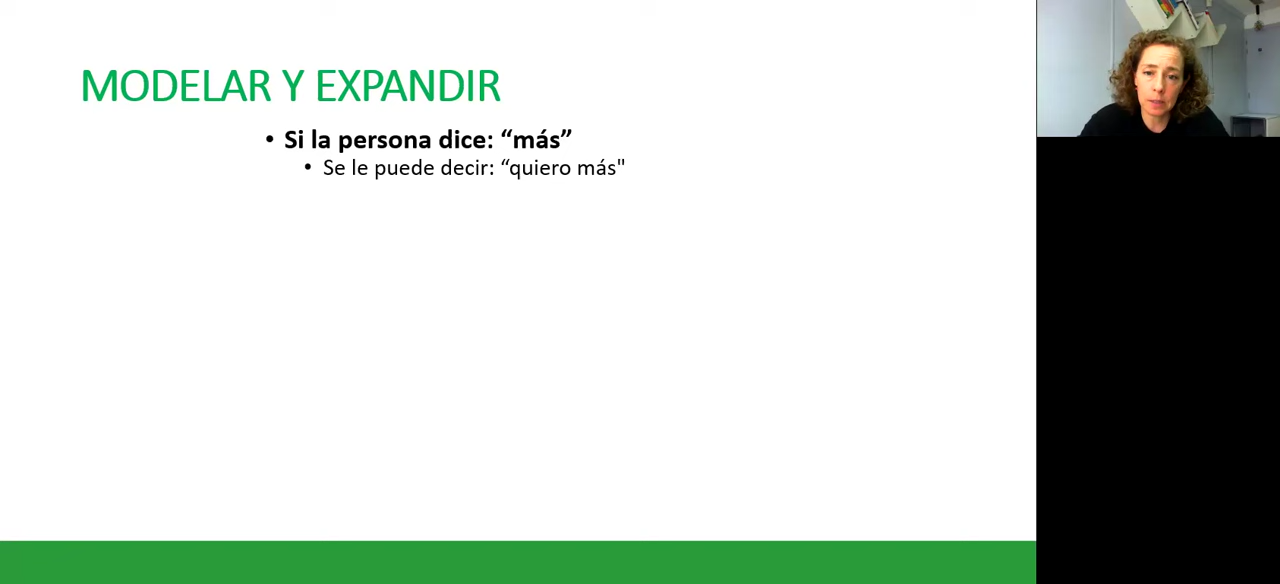 MODELAR Y EXPANDIR
• Si la persona dice: “más”
• Se le puede decir: “quiero más"